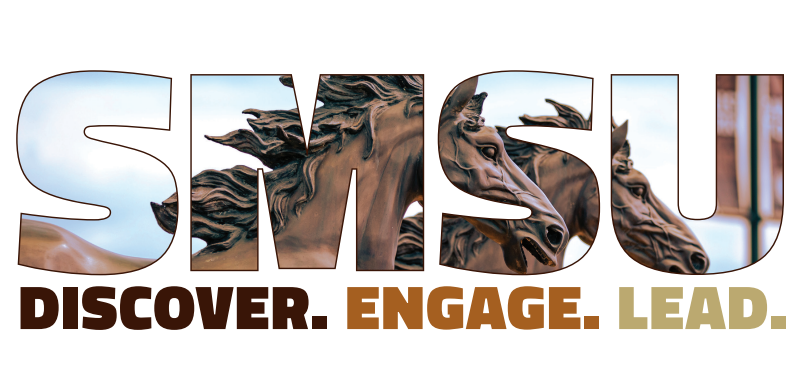 SMSU
DISCOVER. ENGAGE. LEAD.